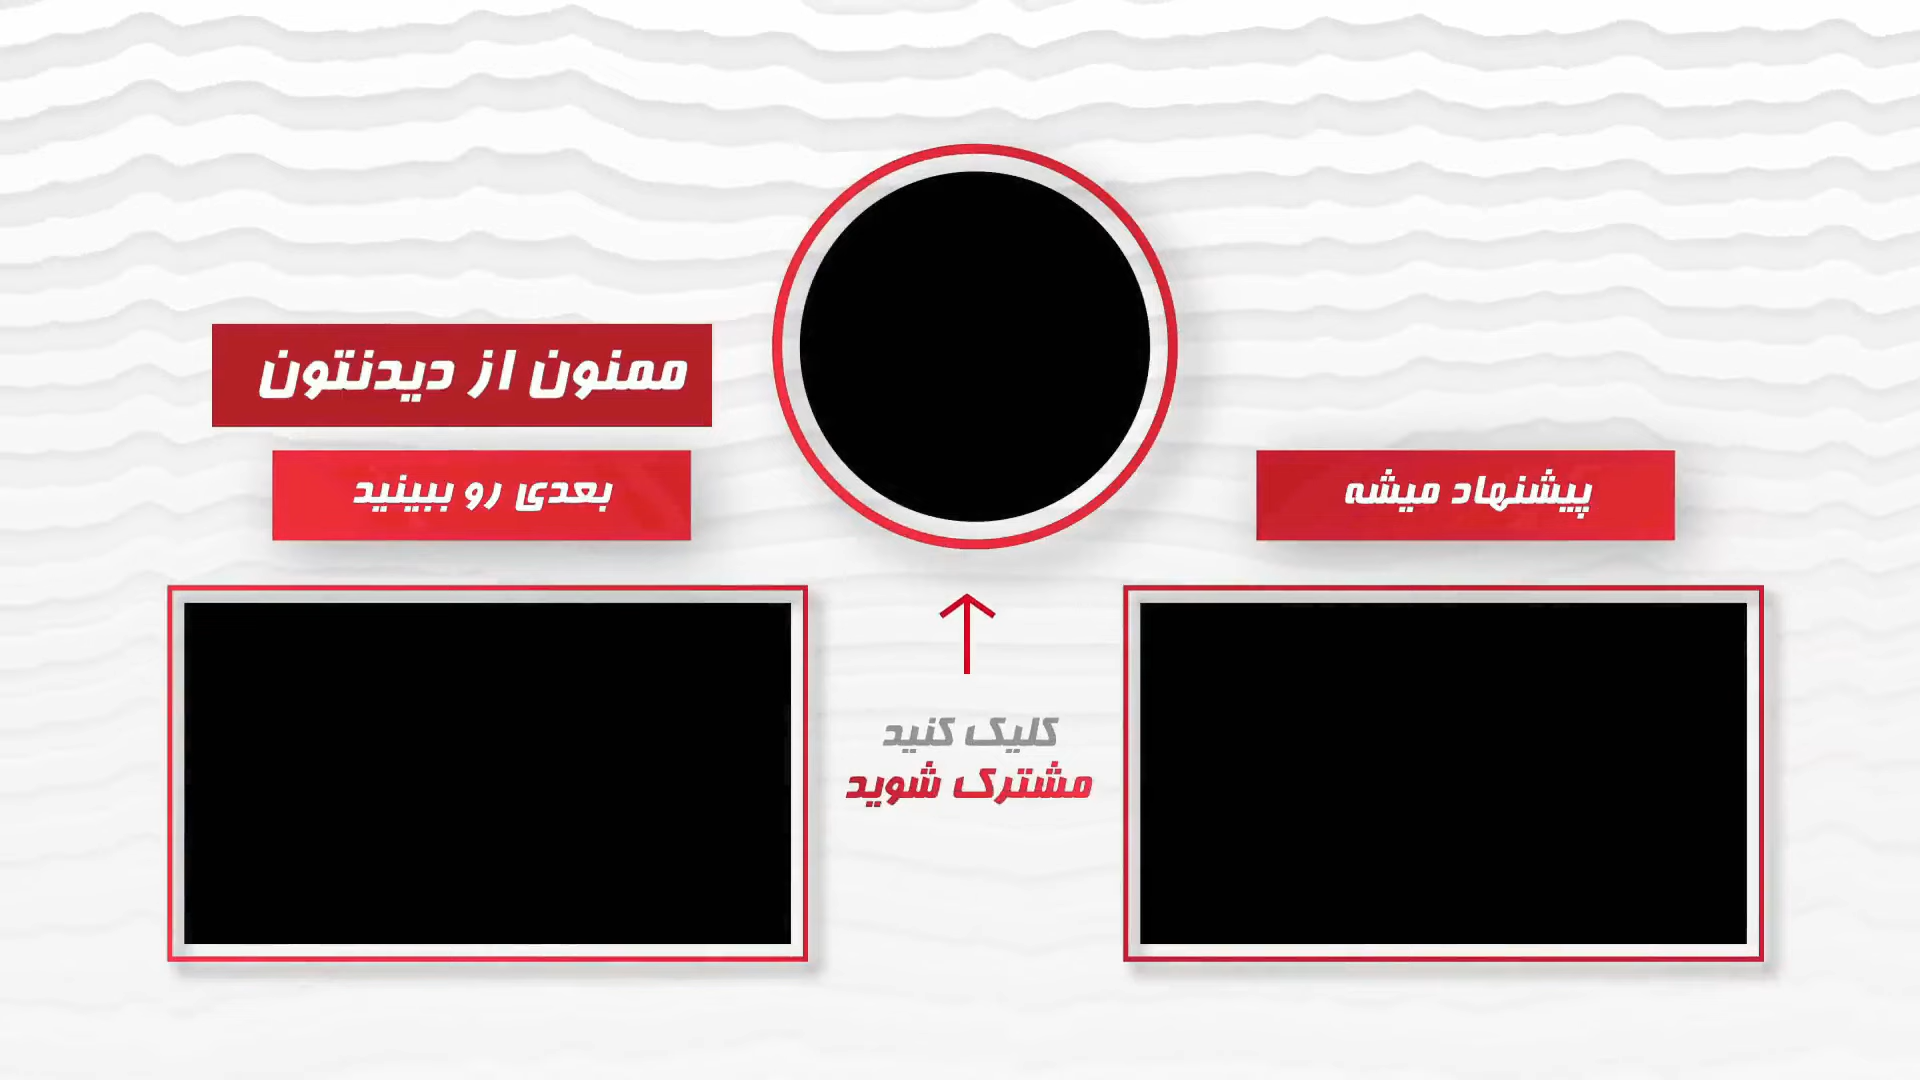 ممنون از دیدنتون
بعدی رو ببینید
پیشنهاد میشه
کلیک کنید
مشترک شوید